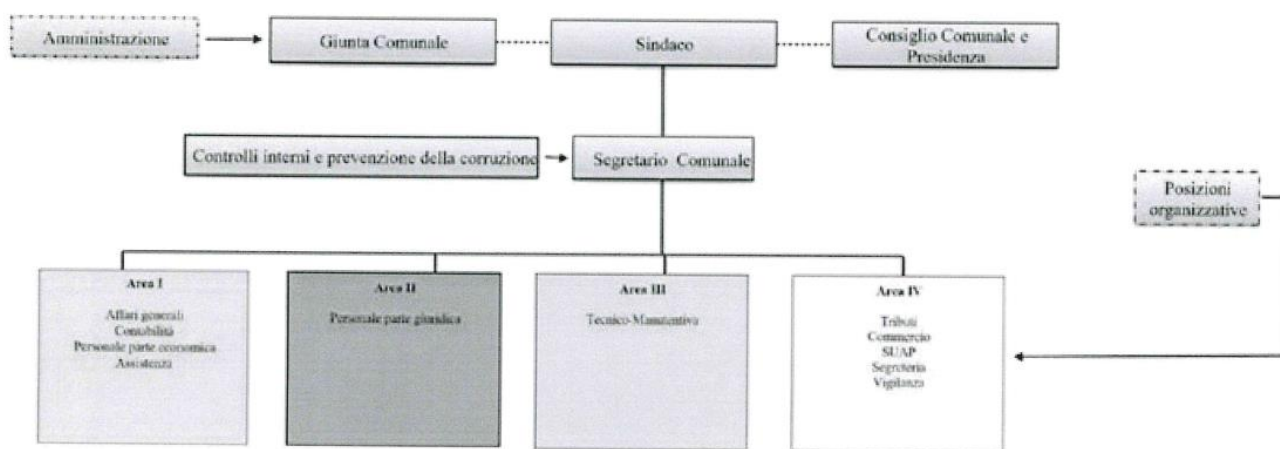 Amministrazione
Giunta Comunale
Sindaco
Consiglio Comunale e
Presidenza
Controlli interni e prevenzione della corruzione
Segretario Comunale
Posizioni
organizzative
Area I
Affari generali
Contabilità
Personale parte economica
Assistenza
Area II
Personale parte giuridica
Area III
Tecnico-Manutentiva
Area IV
Tributi
Commercio
SUAP
Segreteria
Vigilanza